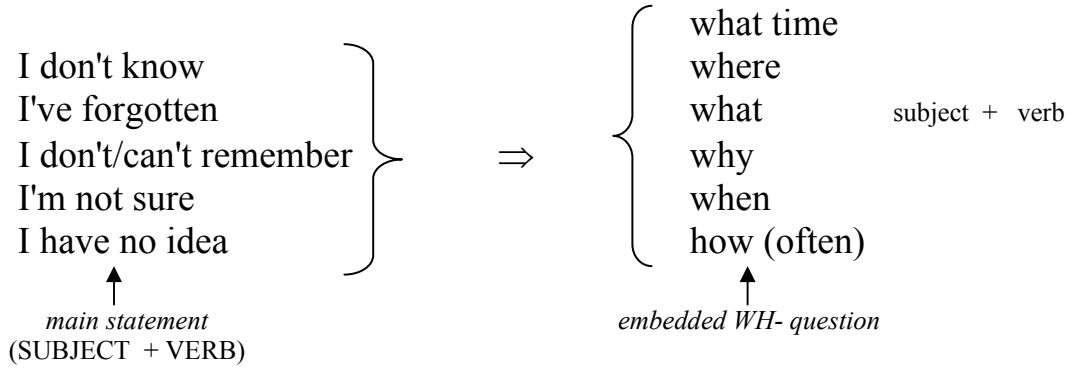 what time
I don't know
where
I've forgotten
what
subject + verb
I don't/can't remember
⇒
why
I'm not sure
when
I have no idea
how (often)
main statement
(SUBJECT + VERB)
embedded WH- question